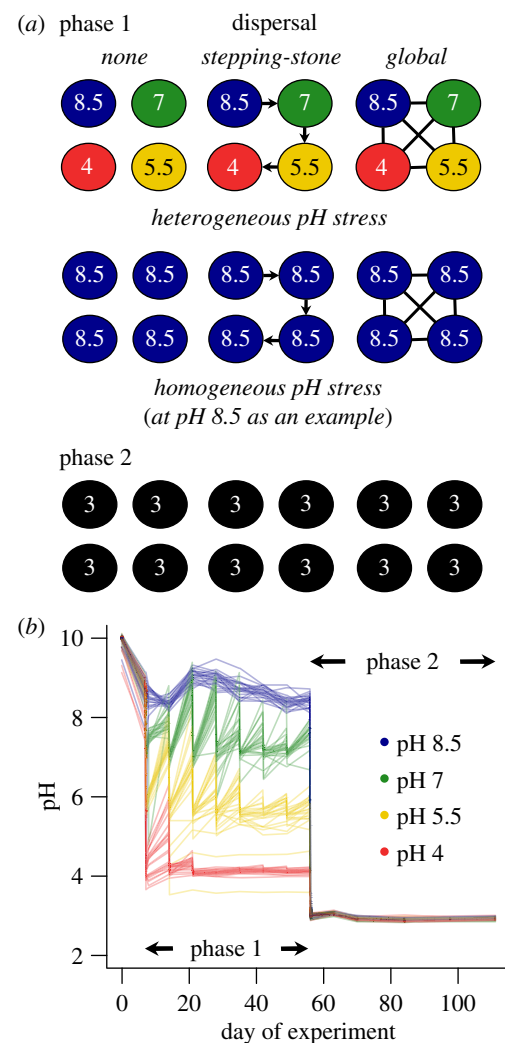 (a) phase 1 dispersal
none stepping-stone global
8.5 7 8.5 7 8.5 7
4 5.5 4 5.5 4 5.5
heterogeneous pH stress
8.5 8.5 8.5 8.5 8.5 8.5
8.5 8.5 8.5 8.5 8.5 8.5
homogeneous pH stress
(at pH 8.5 as an example)
phase 2
3 3 3 3 3 3
3 3 3 3 3 3
(b)
10
8
6
4
2
pH
phase 2
pH 8.5
pH 7
pH 5.5
pH 4
phase 1
0 20 40 60 80 100
day of experiment